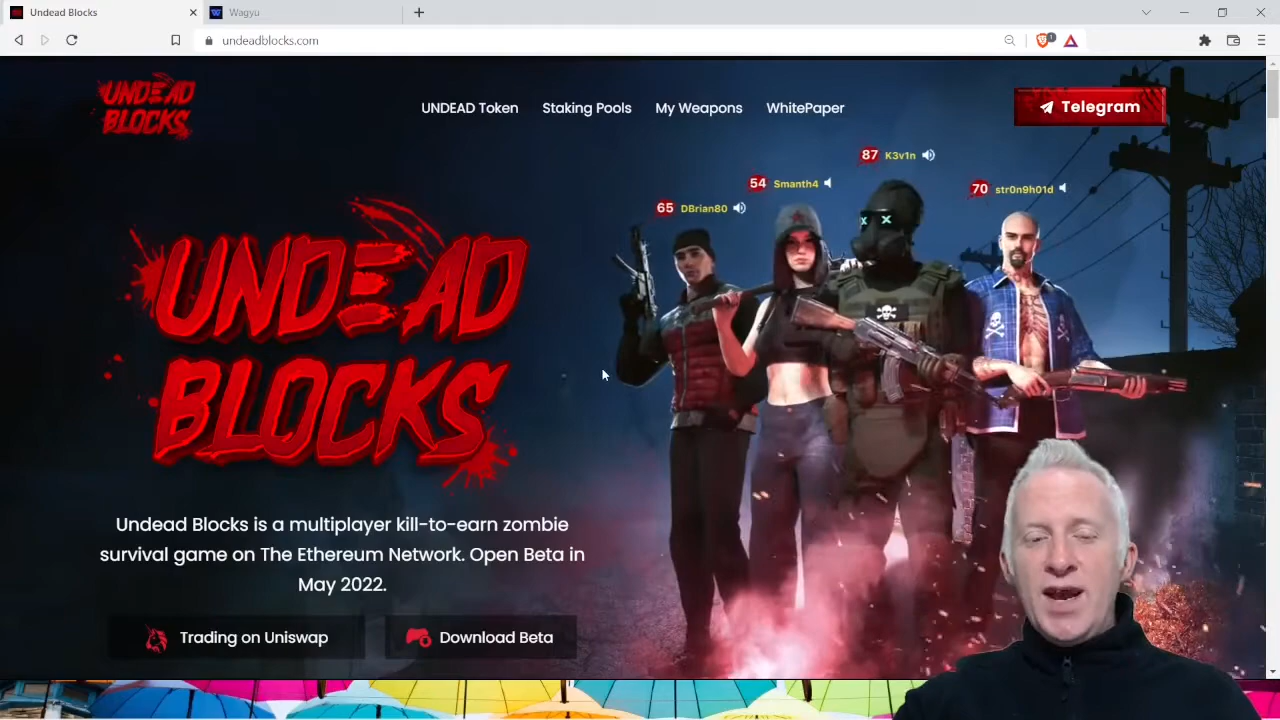 Undead Blocks
Wagyu
undeadblocks.com
1
UNDEAD BLOCKS
UNDEAD Token
Staking Pools
My Weapons
WhitePaper
Telegram
87 K3v1n
54 Smanth4
70 str0n9h01d
65 DBrian80
UNDEAD
BLOCKS
Undead Blocks is a multiplayer kill-to-earn zombie
survival game on The Ethereum Network. Open Beta in
May 2022.
Trading on Uniswap
Download Beta